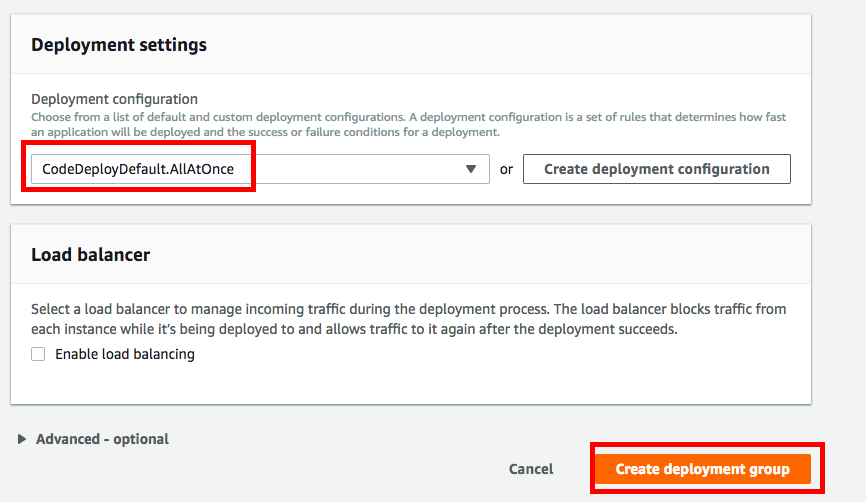 Deployment settings
Deployment configuration
Choose from a list of default and custom deployment configurations. A deployment configuration is a set of rules that determines how fast
an application will be deployed and the success or failure conditions for a deployment.
CodeDeployDefault.AllAtOnce or Create deployment configuration
Load balancer
Select a load balancer to manage incoming traffic during the deployment process. The load balancer blocks traffic from
each instance while it's being deployed to and allows traffic to it again after the deployment succeeds.
Enable load balancing
Advanced - optional
Cancel Create deployment group